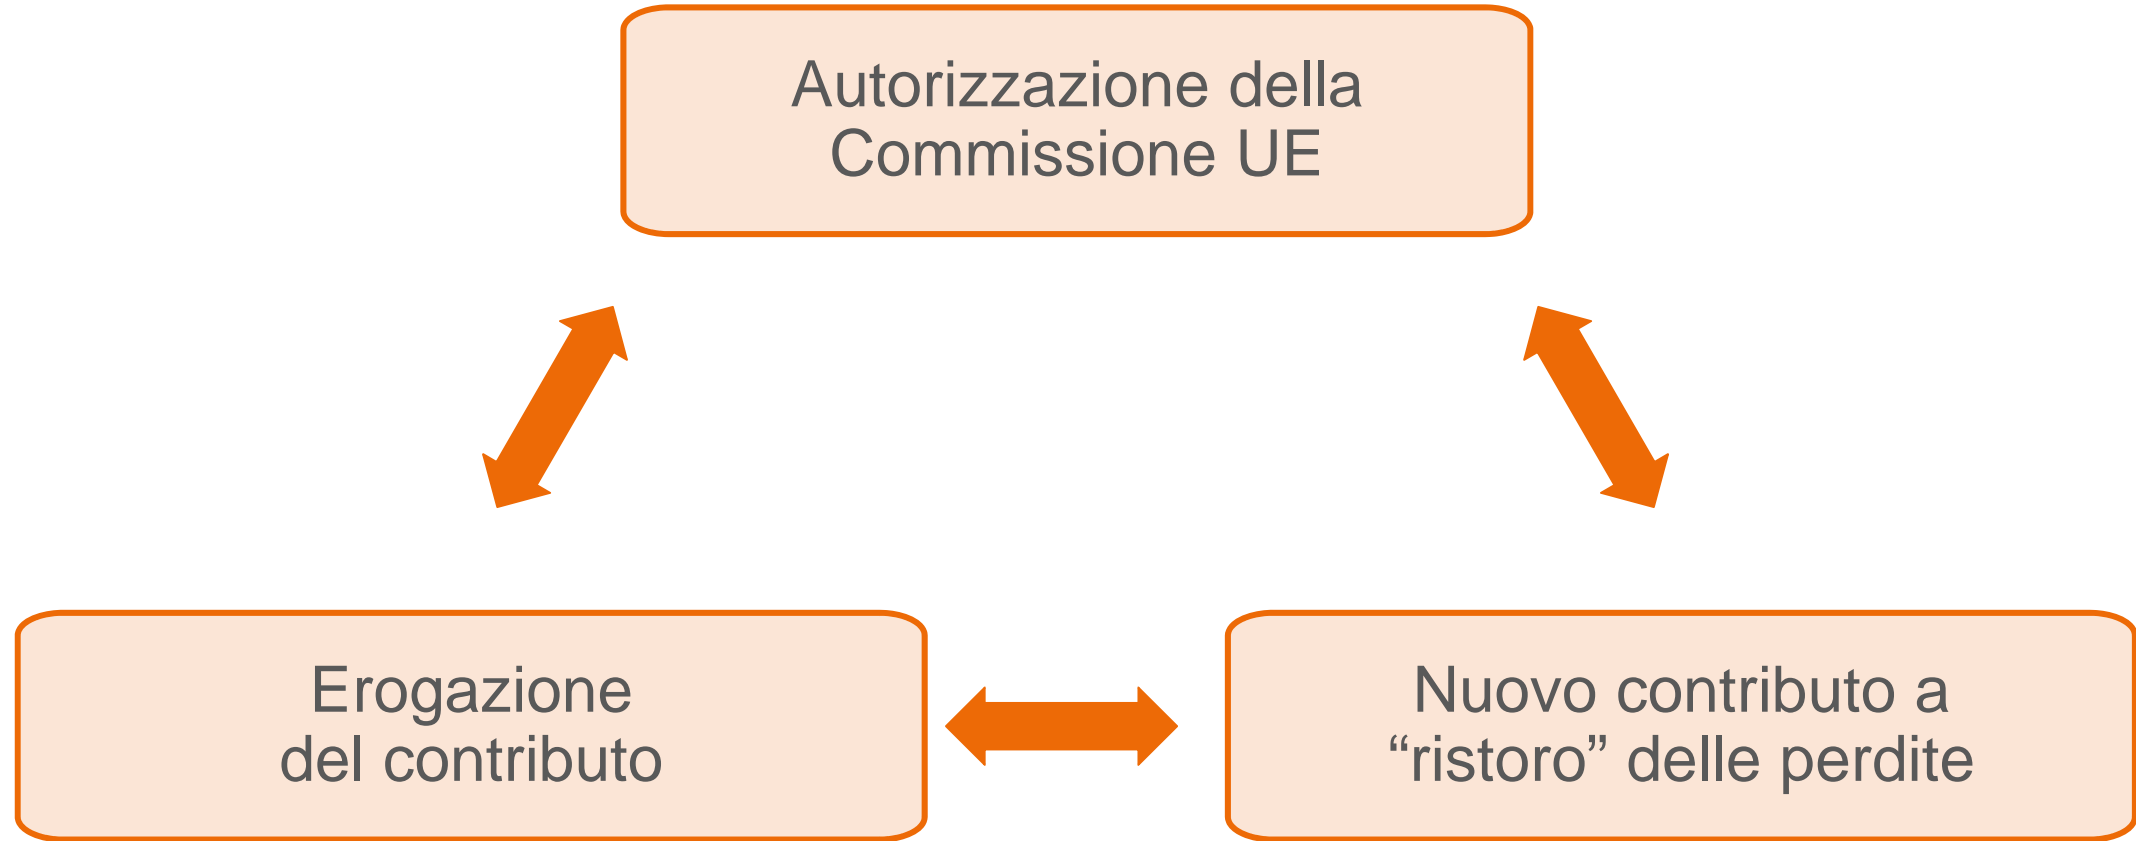 Autorizzazione della
Commissione UE
Erogazione
del contributo
Nuovo contributo a
“ristoro” delle perdite